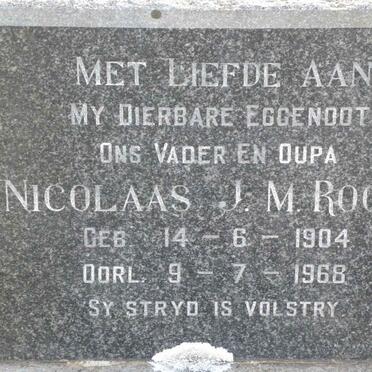 MET LIEFDE AAN
MY DIERBARE EGGENOOT
ONS VADER EN OUPA
NICOLAAS J. M.
GEB. 14 – 6 – 1904
OORL. 9 – 7 – 1968
SY STRYD IS VOLSTRY